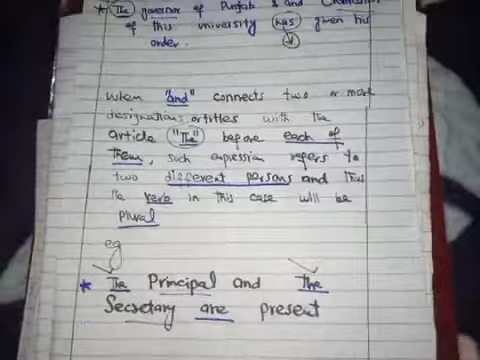 * The governor of Punjab & and Chancellor
of this university has given his
order.
When "and" connects two or more
designations or titles with the
article "The" before each of
them, such expression refers to
two different persons and thus
the verb in this case will be
plural
eg
* The Principal and the
Secretary are present